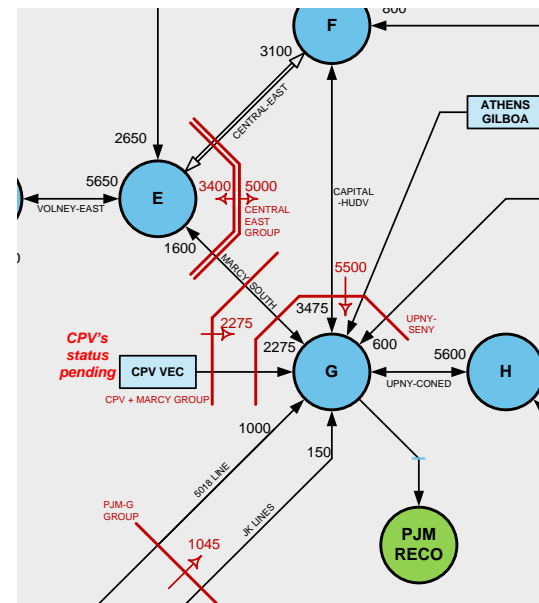 800
F
3100
CENTRAL-EAST
ATHENS
GILBOA
2650
5650
E
VOLNEY-EAST
3400
5000
CENTRAL
EAST
GROUP
CAPITAL
-HUDV
1600
MARCY SOUTH
5500
3475
UPNY-
SENY
2275
2275
600
CPV's
status
pending
CPV VEC
G
5600
H
UPNY-CONED
CPV + MARCY GROUP
1000
150
5018 LINE
JK LINES
PJM-G
GROUP
1045
PJM
RECO